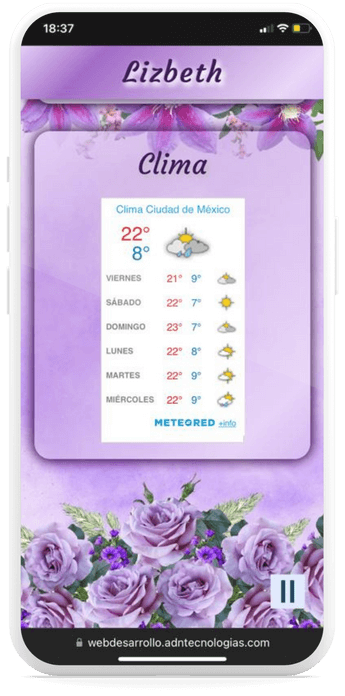 18:37
Lizbeth
Clima
Clima Ciudad de México
22°
8°
VIERNES 21° 9°
SÁBADO 22° 7°
DOMINGO 23° 7°
LUNES 22° 8°
MARTES 22° 9°
MIÉRCOLES 22° 9°
METEORED +info
webdesarrollo.adntecnologias.com